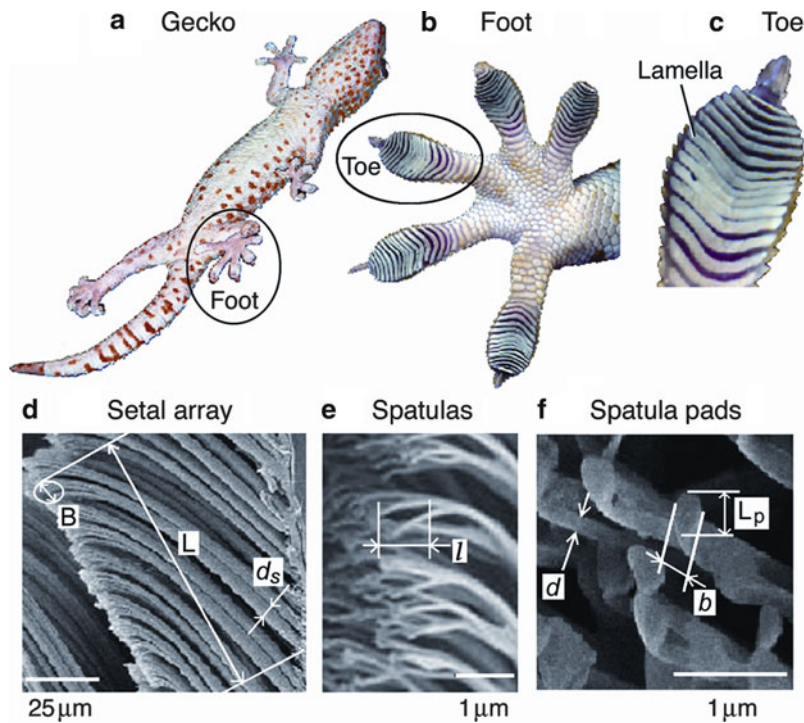 a Gecko
b Foot
c Toe
Lamella
Toe
Foot
d Setal array
e Spatulas
f Spatula pads
B
L
d_s
l
L_p
d
b
25 μm
1 μm
1 μm